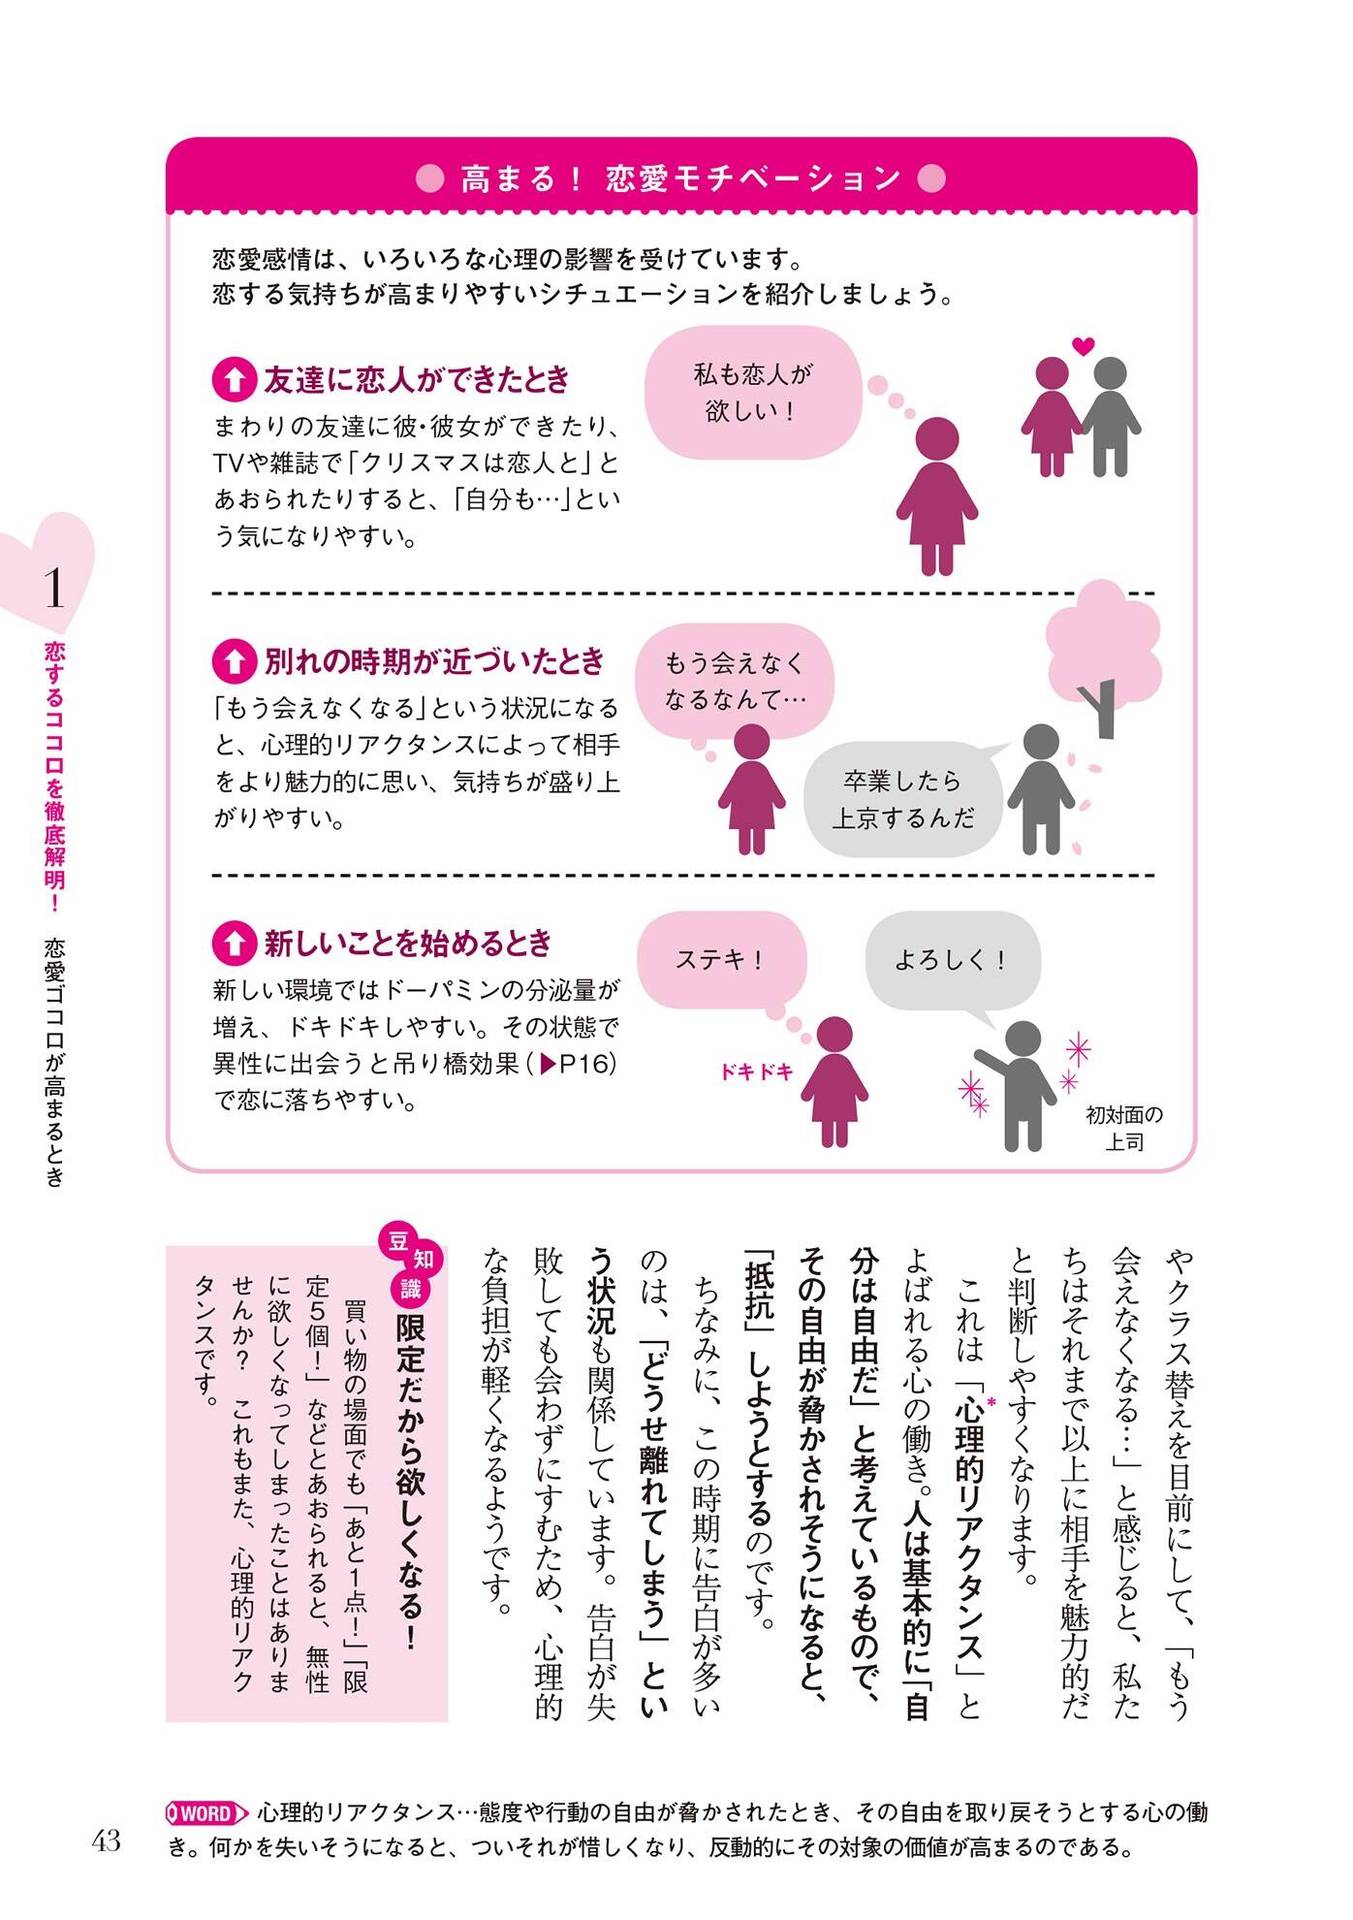 高まる！ 恋愛モチベーション
恋愛感情は、いろいろな心理の影響を受けています。
恋する気持ちが高まりやすいシチュエーションを紹介しましょう。
友達に恋人ができたとき
まわりの友達に彼・彼女ができたり、
TVや雑誌で「クリスマスは恋人と」と
あおられたりすると、「自分も…」とい
う気になりやすい。
私も恋人が
欲しい！
別れの時期が近づいたとき
「もう会えなくなる」という状況になる
と、心理的リアクタンスによって相手
をより魅力的に思い、気持ちが盛り上
がりやすい。
もう会えなく
なるなんて…
卒業したら
上京するんだ
新しいことを始めるとき
新しい環境ではドーパミンの分泌量が
増え、ドキドキしやすい。その状態で
異性に出会うと吊り橋効果（▶P16）
で恋に落ちやすい。
ステキ！
よろしく！
ドキドキ
初対面の
上司
1 恋するココロを徹底解明！ 恋愛ゴコロが高まるとき
やクラス替えを目前にして、「もう
会えなくなる…」と感じると、私た
ちはそれまで以上に相手を魅力的だ
と判断しやすくなります。
これは「心理的リアクタンス*」と
よばれる心の働き。人は基本的に「自
分は自由だ」と考えているもので、
その自由が脅かされそうになると、
「抵抗」しようとするのです。
ちなみに、この時期に告白が多い
のは、「どうせ離れてしまう」とい
う状況も関係しています。告白が失
敗しても会わずにすむため、心理的
な負担が軽くなるようです。
豆知識
限定だから欲しくなる！
買い物の場面でも「あと1点！」「限
定5個！」などとあおられると、無性
に欲しくなってしまったことはありま
せんか？ これもまた、心理的リアク
タンスです。
WORD 心理的リアクタンス…態度や行動の自由が脅かされたとき、その自由を取り戻そうとする心の働
き。何かを失いそうになると、ついそれが惜しくなり、反動的にその対象の価値が高まるのである。
43